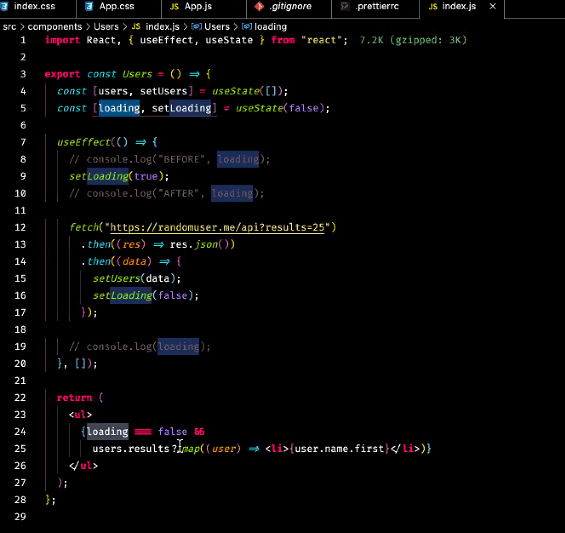 index.css App.css App.js .gitignore .prettierrc index.js
src > components > Users > index.js > Users > loading
1 import React, { useEffect, useState } from "react"; 7.2K (gzipped: 3K)
2
3 export const Users = () => {
4 const [users, setUsers] = useState([]);
5 const [loading, setLoading] = useState(false);
6
7 useEffect(() => {
8 // console.log("BEFORE", loading);
9 setLoading(true);
10 // console.log("AFTER", loading);
11
12 fetch("https://randomuser.me/api?results=25")
13 .then((res) => res.json())
14 .then((data) => {
15 setUsers(data);
16 setLoading(false);
17 });
18
19 // console.log(loading);
20 }, []);
21
22 return (
23 <ul>
24 {loading === false &&
25 users.results?.map((user) => <li>{user.name.first}</li>)}
26 </ul>
27 );
28 };
29